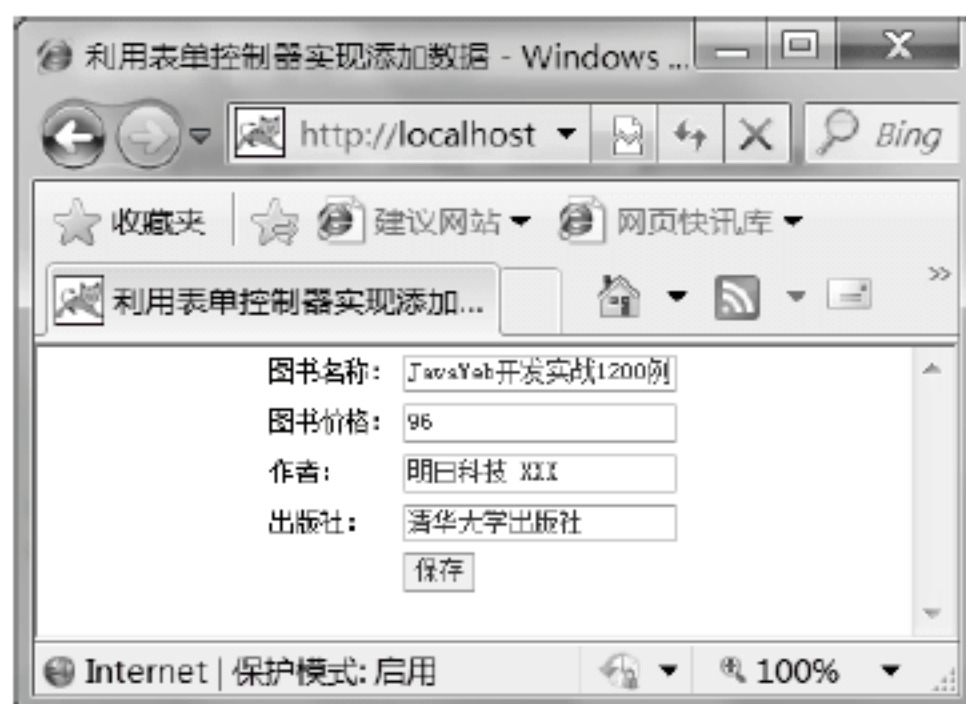 利用表单控制器实现添加数据 - Windows ...
http://localhost
Bing
收藏夹
建议网站
网页快讯库
利用表单控制器实现添加...
图书名称：
JavaWeb开发实战1200例
图书价格：
96
作者：
明日科技 XXX
出版社：
清华大学出版社
保存
Internet | 保护模式: 启用
100%